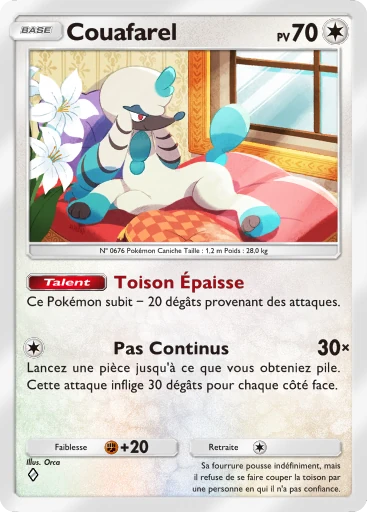 BASE Couafarel PV 70
N° 0676 Pokémon Caniche Taille : 1,2 m Poids : 28,0 kg
Talent Toison Épaisse
Ce Pokémon subit − 20 dégâts provenant des attaques.
Pas Continus 30×
Lancez une pièce jusqu'à ce que vous obteniez pile.
Cette attaque inflige 30 dégâts pour chaque côté face.
Faiblesse +20 Retraite
Illus. Orca
Sa fourrure pousse indéfiniment, mais
il refuse de se faire couper la toison par
une personne en qui il n'a pas confiance.